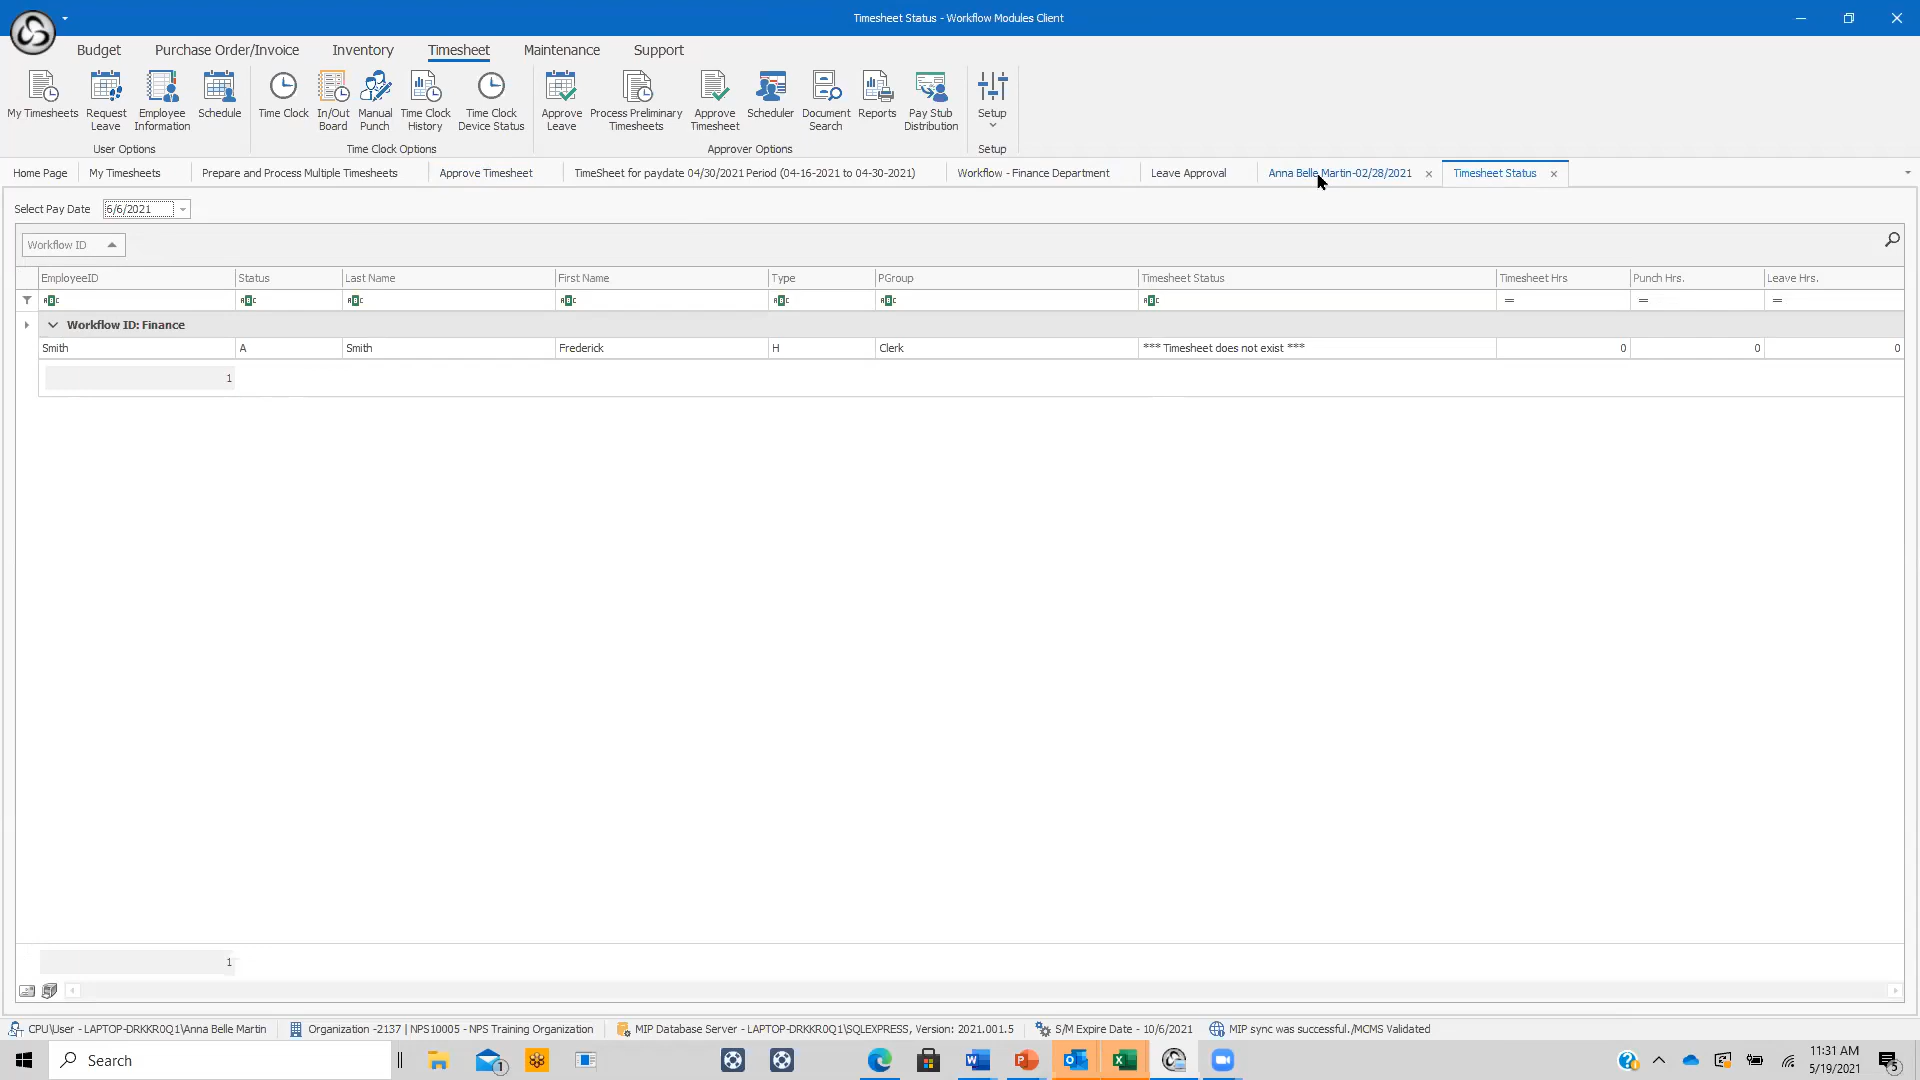 Timesheet Status - Workflow Modules Client
Budget Purchase Order/Invoice Inventory Timesheet Maintenance Support
My Timesheets
Request Leave
Employee Information
Schedule
Time Clock
In/Out Board
Manual Punch
Time Clock History
Time Clock Device Status
Approve Leave
Process Preliminary Timesheets
Approve Timesheet
Scheduler
Document Search
Reports
Pay Stub Distribution
Setup
User Options Time Clock Options Approver Options Setup
Home Page My Timesheets Prepare and Process Multiple Timesheets Approve Timesheet TimeSheet for paydate 04/30/2021 Period (04-16-2021 to 04-30-2021) Workflow - Finance Department Leave Approval Anna Belle Martin-02/28/2021 Timesheet Status
Select Pay Date 6/6/2021
Workflow ID
EmployeeID Status Last Name First Name Type PGroup Timesheet Status Timesheet Hrs Punch Hrs. Leave Hrs.
ABC ABC ABC ABC ABC ABC ABC = = =
Workflow ID: Finance
Smith A Smith Frederick H Clerk *** Timesheet does not exist *** 0 0 0
1
1
CPU\User - LAPTOP-DRKKR0Q1\Anna Belle Martin Organization -2137 | NPS10005 - NPS Training Organization MIP Database Server - LAPTOP-DRKKR0Q1\SQLEXPRESS, Version: 2021.001.5 S/M Expire Date - 10/6/2021 MIP sync was successful./MCMS Validated
Search
1
11:31 AM
5/19/2021
5